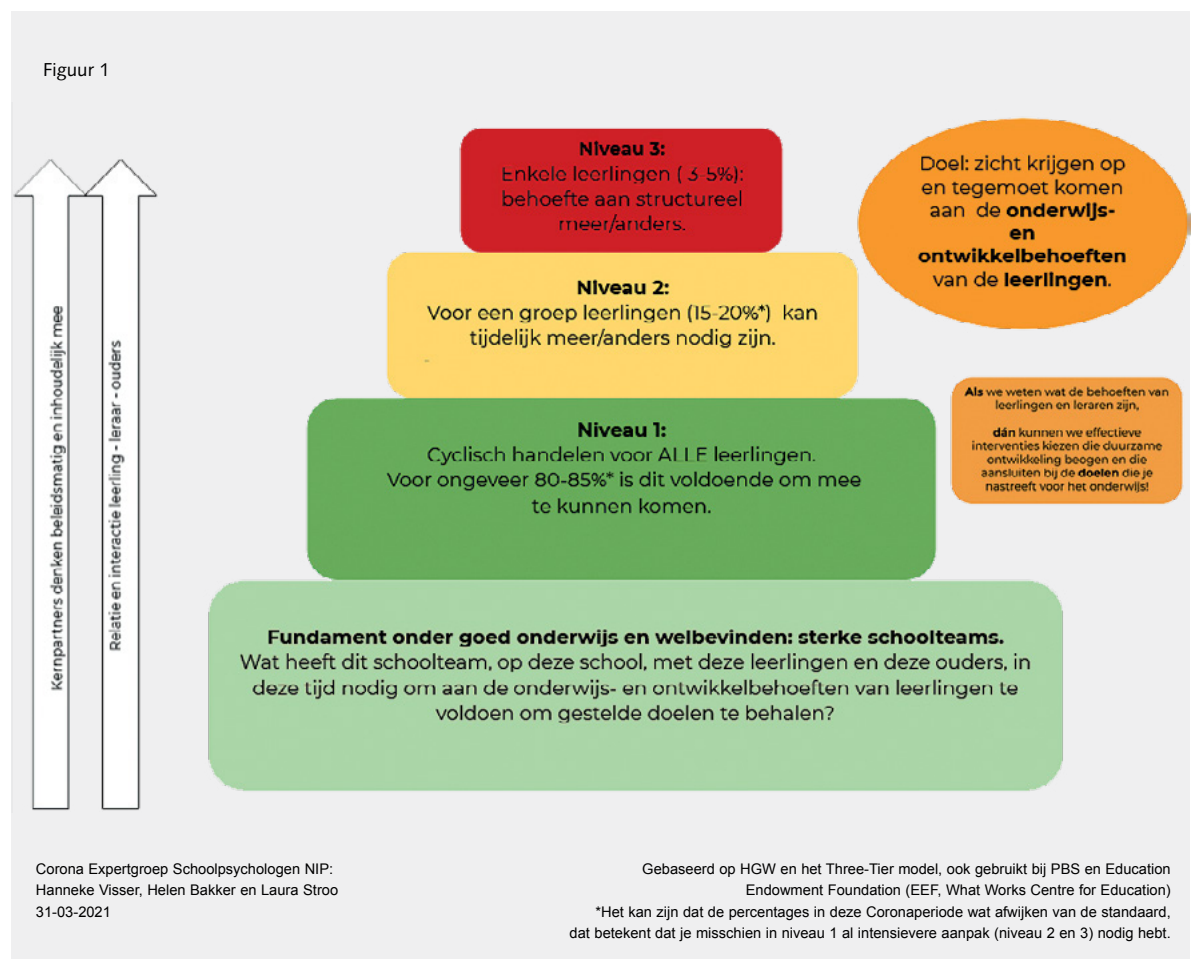 Figuur 1
Kernpartners denken beleidsmatig en inhoudelijk mee
Relatie en interactie leerling - leraar - ouders
Niveau 3:
Enkele leerlingen ( 3-5%):
behoefte aan structureel
meer/anders.
Niveau 2:
Voor een groep leerlingen (15-20%*) kan
tijdelijk meer/anders nodig zijn.
Niveau 1:
Cyclisch handelen voor ALLE leerlingen.
Voor ongeveer 80-85%* is dit voldoende om mee
te kunnen komen.
Fundament onder goed onderwijs en welbevinden: sterke schoolteams.
Wat heeft dit schoolteam, op deze school, met deze leerlingen en deze ouders, in
deze tijd nodig om aan de onderwijs- en ontwikkelbehoeften van leerlingen te
voldoen om gestelde doelen te behalen?
Doel: zicht krijgen op
en tegemoet komen
aan de onderwijs-
en
ontwikkelbehoeften
van de leerlingen.
Als we weten wat de behoeften van
leerlingen en leraren zijn,
dán kunnen we effectieve
interventies kiezen die duurzame
ontwikkeling beogen en die
aansluiten bij de doelen die je
nastreeft voor het onderwijs!
Corona Expertgroep Schoolpsychologen NIP:
Hanneke Visser, Helen Bakker en Laura Stroo
31-03-2021
Gebaseerd op HGW en het Three-Tier model, ook gebruikt bij PBS en Education
Endowment Foundation (EEF, What Works Centre for Education)
*Het kan zijn dat de percentages in deze Coronaperiode wat afwijken van de standaard,
dat betekent dat je misschien in niveau 1 al intensievere aanpak (niveau 2 en 3) nodig hebt.